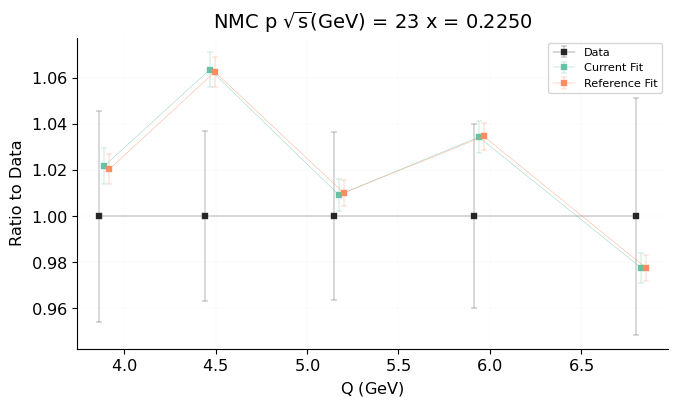 NMC p √s(GeV) = 23 x = 0.2250
Data
Current Fit
Reference Fit
Ratio to Data
1.06
1.04
1.02
1.00
0.98
0.96
4.0 4.5 5.0 5.5 6.0 6.5
Q (GeV)